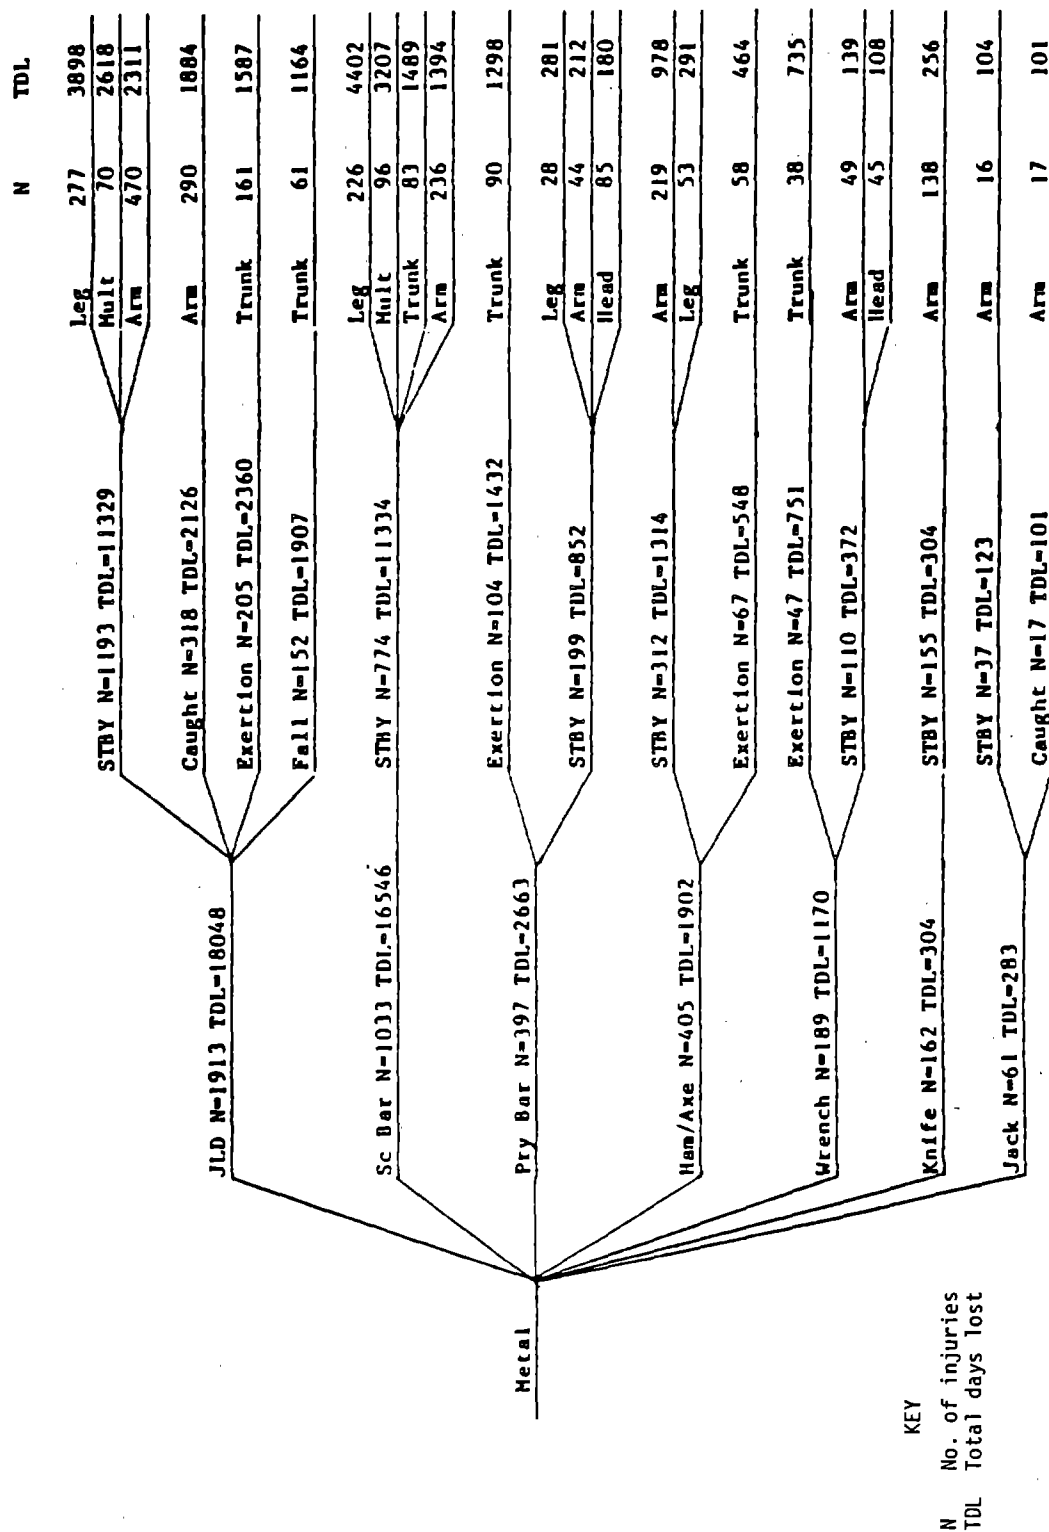 N TDL
Leg 277 3898
Mult 70 2618
STBY N=1193 TDL=11329 Arm 470 2311
JLD N=1913 TDL=18048 Caught N=318 TDL=2126 Arm 290 1884
Exertion N=205 TDL=2360 Trunk 161 1587
Fall N=152 TDL=1907 Trunk 61 1164
Leg 226 4402
Mult 96 3207
Sc Bar N=1033 TDL=16546 STBY N=774 TDL=11334 Trunk 83 1489
Arm 236 1394
Metal Pry Bar N=397 TDL=2663 Exertion N=104 TDL=1432 Trunk 90 1298
Leg 28 281
STBY N=199 TDL=852 Arm 44 212
Head 85 180
Ham/Axe N=405 TDL=1902 STBY N=312 TDL=1314 Arm 219 978
Leg 53 291
Exertion N=67 TDL=548 Trunk 58 464
Wrench N=189 TDL=1170 Exertion N=47 TDL=751 Trunk 38 735
STBY N=110 TDL=372 Arm 49 139
Head 45 108
Knife N=162 TDL=304 STBY N=155 TDL=304 Arm 138 256
Jack N=61 TDL=283 STBY N=37 TDL=123 Arm 16 104
Caught N=17 TDL=101 Arm 17 101
KEY
N No. of injuries
TDL Total days lost